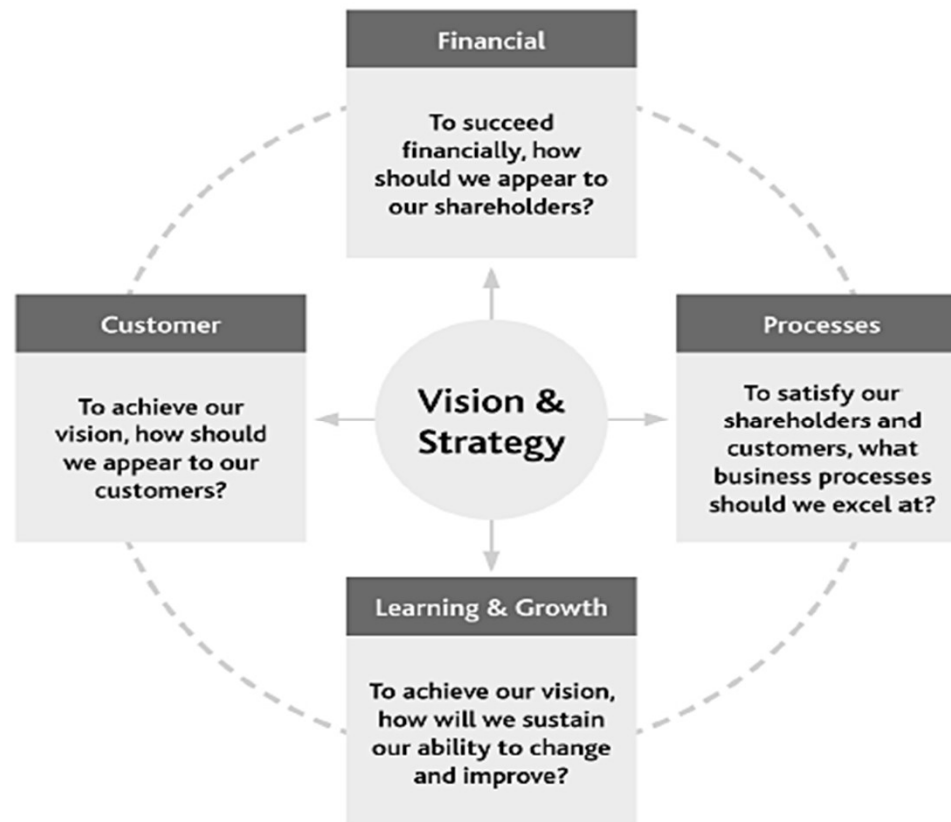 Financial
To succeed
financially, how
should we appear to
our shareholders?
Customer
To achieve our
vision, how should
we appear to our
customers?
Vision &
Strategy
Processes
To satisfy our
shareholders and
customers, what
business processes
should we excel at?
Learning & Growth
To achieve our vision,
how will we sustain
our ability to change
and improve?